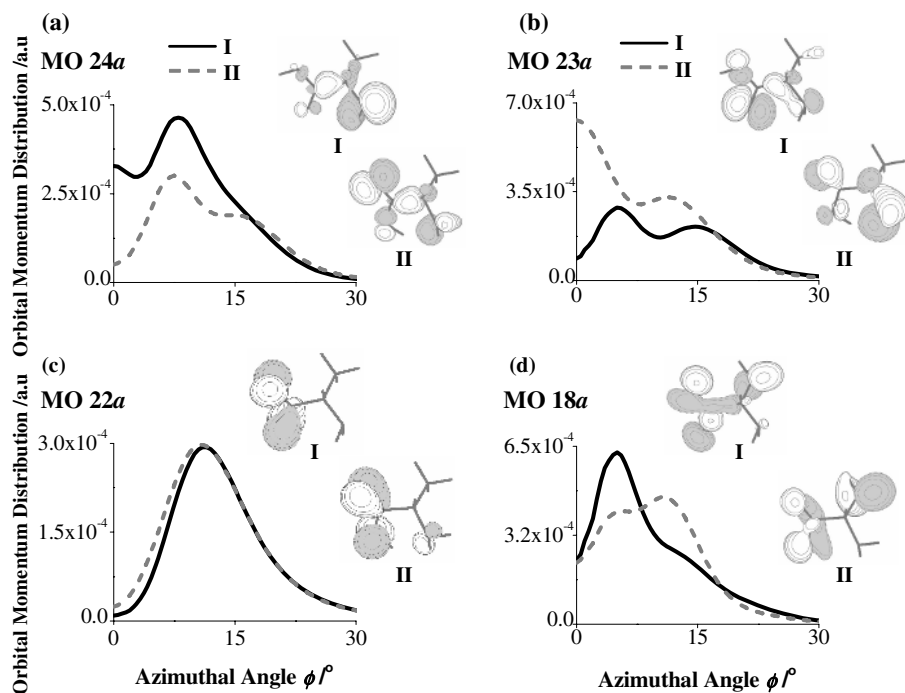 (a)
I
II
MO 24a
Orbital Momentum Distribution /a.u
5.0x10⁻⁴
2.5x10⁻⁴
0.0
0
15
30
I
II
(b)
I
II
MO 23a
7.0x10⁻⁴
3.5x10⁻⁴
0.0
0
15
30
I
II
(c)
MO 22a
Orbital Momentum Distribution /a.u
3.0x10⁻⁴
1.5x10⁻⁴
0.0
0
15
30
I
II
Azimuthal Angle ϕ /°
(d)
MO 18a
6.5x10⁻⁴
3.2x10⁻⁴
0.0
0
15
30
I
II
Azimuthal Angle ϕ /°